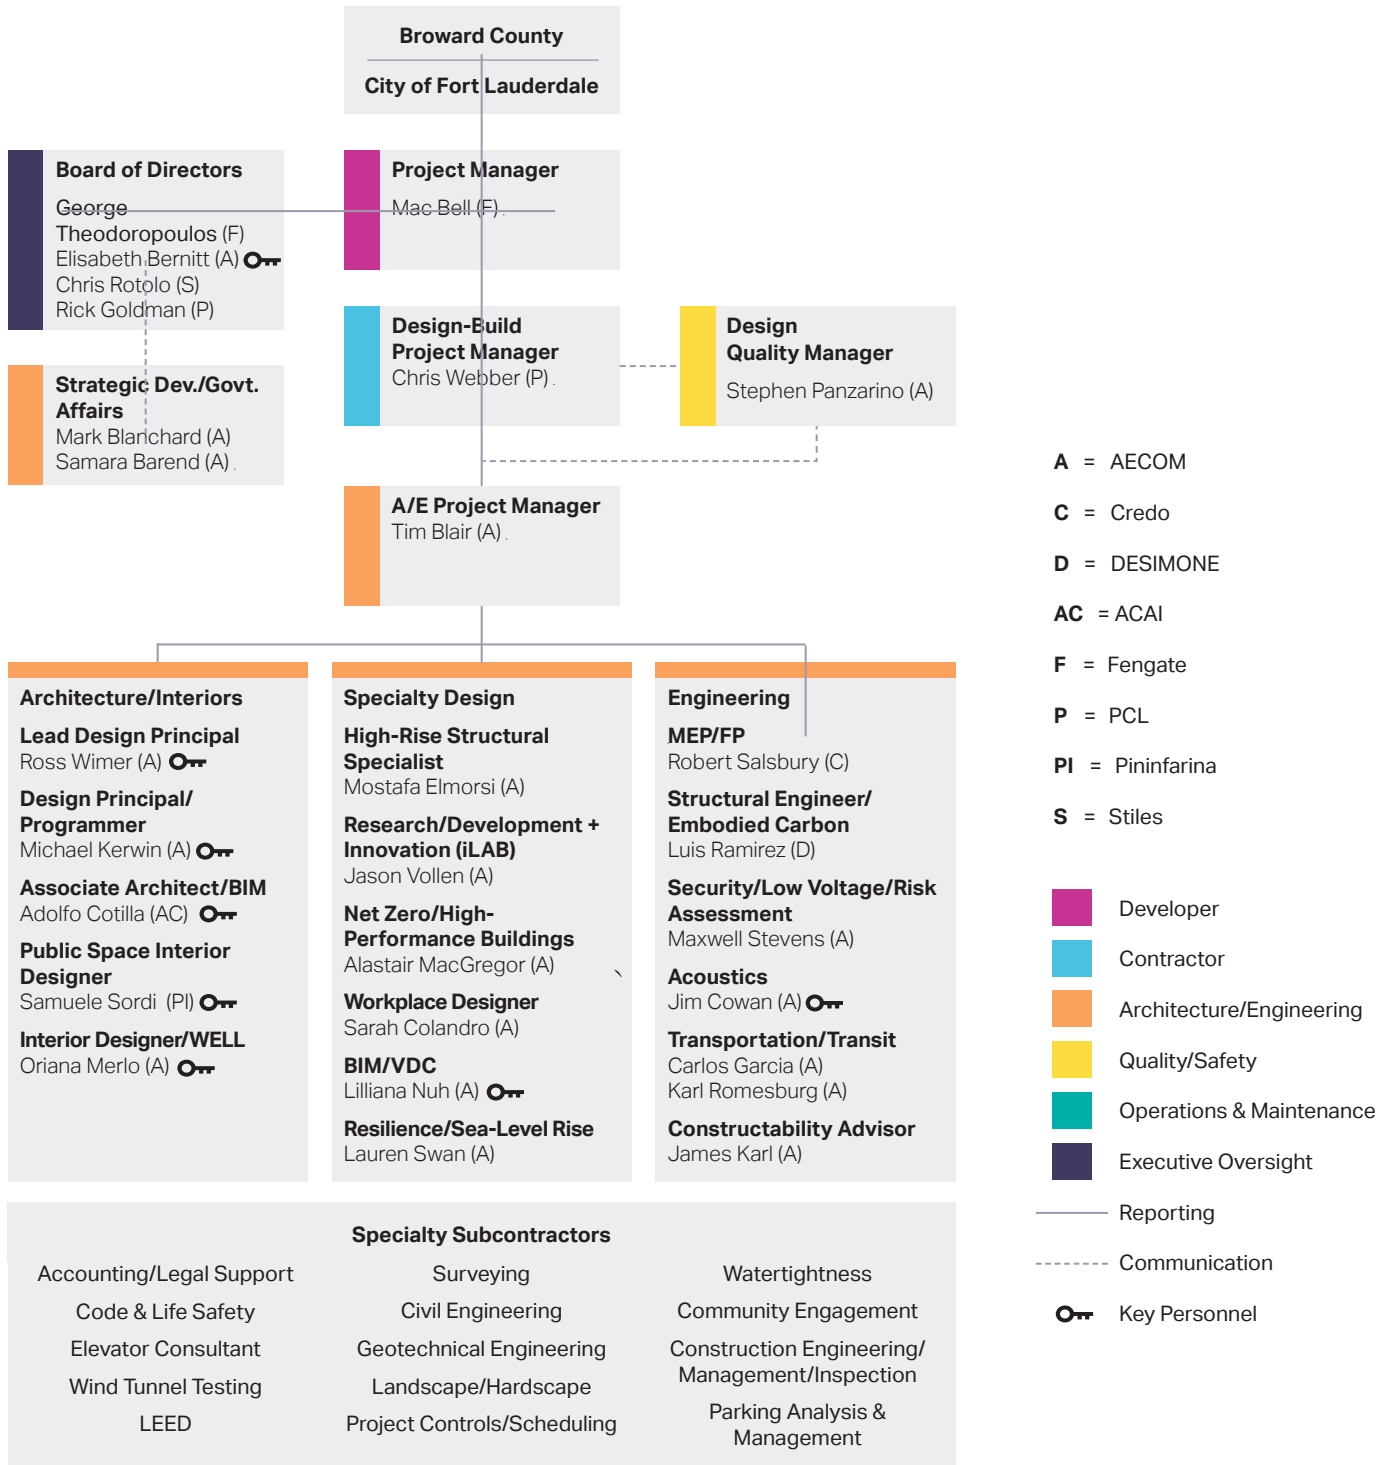 Broward County
City of Fort Lauderdale
Board of Directors
George
Theodoropoulos (F)
Elisabeth Bernitt (A)
Chris Rotolo (S)
Rick Goldman (P)
Project Manager
Mac Bell (F)
Design-Build
Project Manager
Chris Webber (P)
Design
Quality Manager
Stephen Panzarino (A)
Strategic Dev./Govt.
Affairs
Mark Blanchard (A)
Samara Barend (A)
A/E Project Manager
Tim Blair (A)
Architecture/Interiors
Lead Design Principal
Ross Wimer (A)
Design Principal/
Programmer
Michael Kerwin (A)
Associate Architect/BIM
Adolfo Cotilla (AC)
Public Space Interior
Designer
Samuele Sordi (PI)
Interior Designer/WELL
Oriana Merlo (A)
Specialty Design
High-Rise Structural
Specialist
Mostafa Elmorsi (A)
Research/Development +
Innovation (iLAB)
Jason Vollen (A)
Net Zero/High-
Performance Buildings
Alastair MacGregor (A)
Workplace Designer
Sarah Colandro (A)
BIM/VDC
Lilliana Nuh (A)
Resilience/Sea-Level Rise
Lauren Swan (A)
Engineering
MEP/FP
Robert Salsbury (C)
Structural Engineer/
Embodied Carbon
Luis Ramirez (D)
Security/Low Voltage/Risk
Assessment
Maxwell Stevens (A)
Acoustics
Jim Cowan (A)
Transportation/Transit
Carlos Garcia (A)
Karl Romesburg (A)
Constructability Advisor
James Karl (A)
Specialty Subcontractors
Accounting/Legal Support
Code & Life Safety
Elevator Consultant
Wind Tunnel Testing
LEED
Surveying
Civil Engineering
Geotechnical Engineering
Landscape/Hardscape
Project Controls/Scheduling
Watertightness
Community Engagement
Construction Engineering/
Management/Inspection
Parking Analysis &
Management
A = AECOM
C = Credo
D = DESIMONE
AC = ACAI
F = Fengate
P = PCL
PI = Pininfarina
S = Stiles
Developer
Contractor
Architecture/Engineering
Quality/Safety
Operations & Maintenance
Executive Oversight
Reporting
Communication
Key Personnel